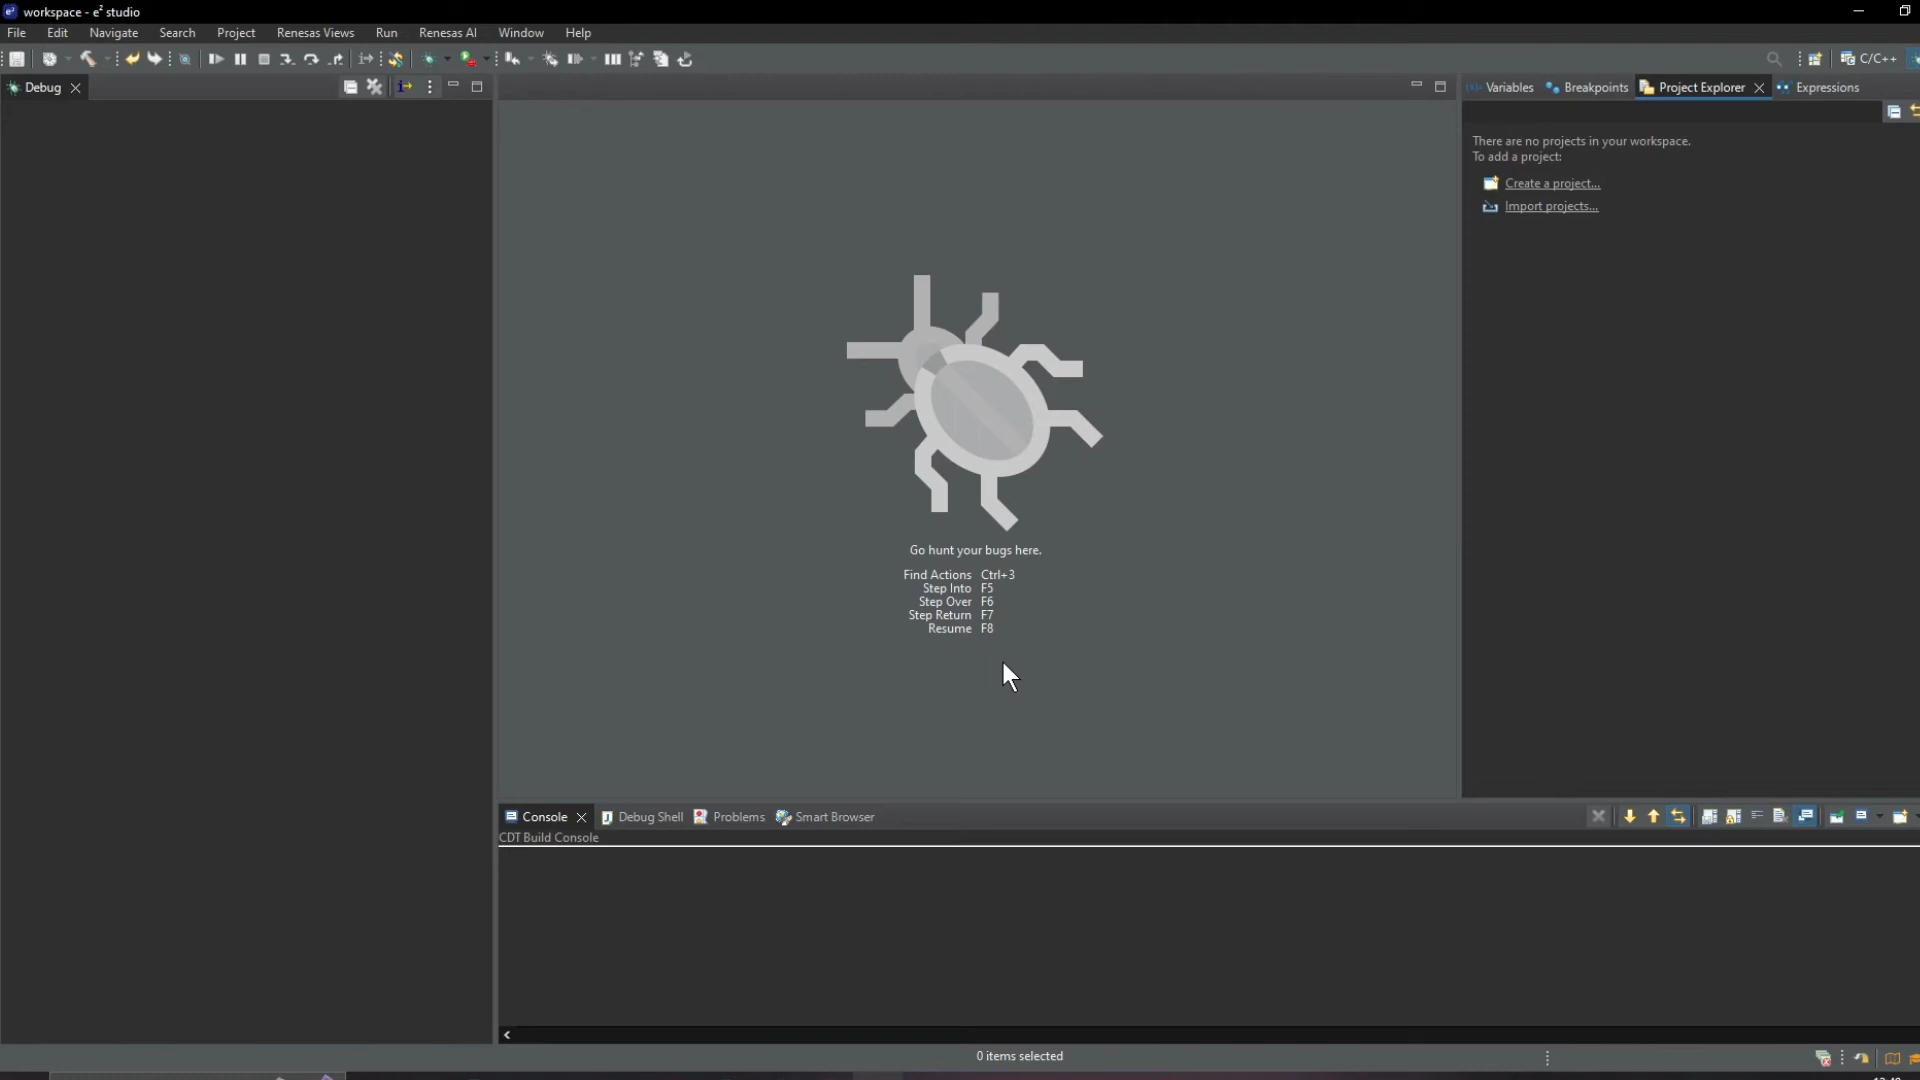 workspace - e² studio
File Edit Navigate Search Project Renesas Views Run Renesas AI Window Help
C/C++
Debug
Variables Breakpoints Project Explorer Expressions
There are no projects in your workspace.
To add a project:
Create a project...
Import projects...
Go hunt your bugs here.
Find Actions Ctrl+3
Step Into F5
Step Over F6
Step Return F7
Resume F8
Console Debug Shell Problems Smart Browser
CDT Build Console
0 items selected